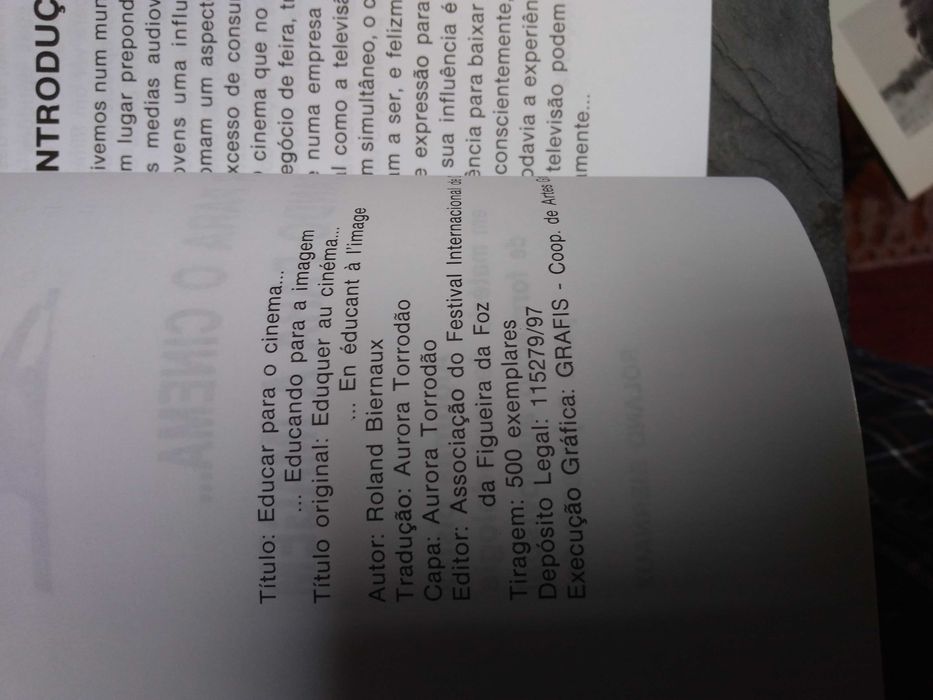 Título: Educar para o cinema...
... Educando para a imagem
Título original: Eduquer au cinéma...
... En éducant à l'image
Autor: Roland Biernaux
Tradução: Aurora Torrodão
Capa: Aurora Torrodão
Editor: Associação do Festival Internacional de
da Figueira da Foz
Tiragem: 500 exemplares
Depósito Legal: 115279/97
Execução Gráfica: GRAFIS - Coop. de Artes
NTRODUÇ
ivemos num mun
m lugar prepond
s medias audiov
ovens uma influ
omam um aspect
xcesso de consu
cinema que no
egócio de feira, t
numa empresa
l como a televis
m simultâneo, o c
m a ser, e felizm
e expressão para
sua influência é
ência para baixar
conscientemente,
odavia a experiên
televisão podem
mente...